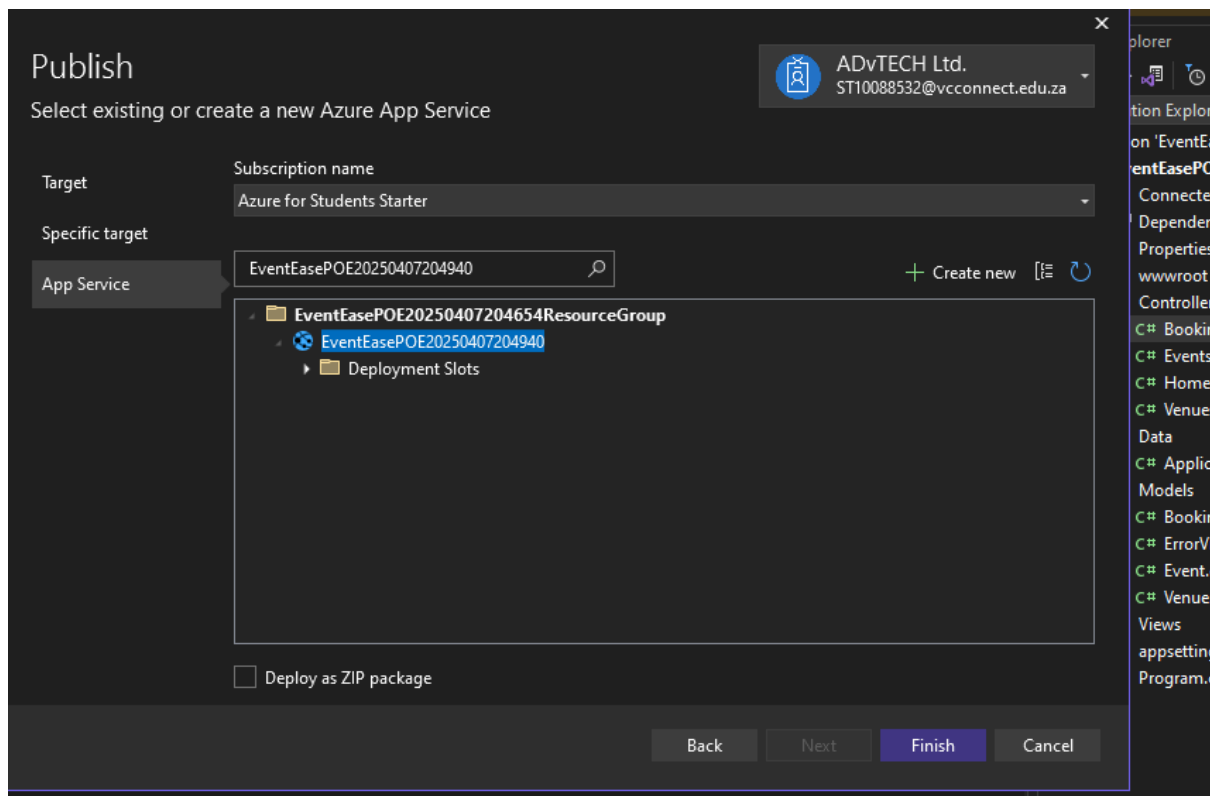 Publish
Select existing or create a new Azure App Service
ADvTECH Ltd.
ST10088532@vcconnect.edu.za
Target
Specific target
App Service
Subscription name
Azure for Students Starter
EventEasePOE20250407204940
Create new
EventEasePOE20250407204654ResourceGroup
EventEasePOE20250407204940
Deployment Slots
Deploy as ZIP package
Back
Next
Finish
Cancel
plorer
tion Explor
on 'EventEa
entEasePO
Connecte
Depender
Properties
wwwroot
Controller
C# Bookin
C# Events
C# Home
C# Venue
Data
C# Applic
Models
C# Bookin
C# ErrorV
C# Event.
C# Venue
Views
appsetting
Program.c